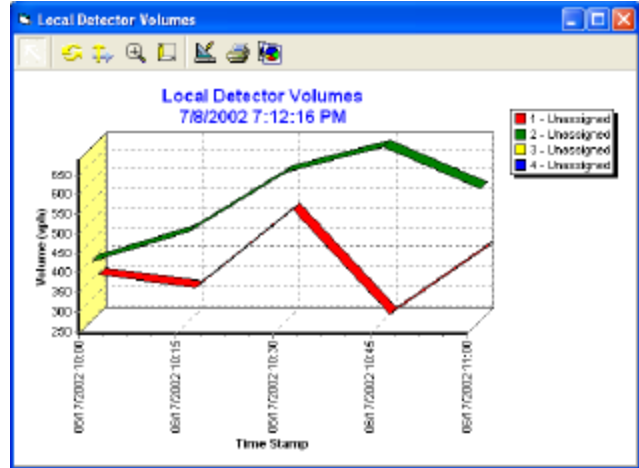 Local Detector Volumes
Local Detector Volumes
7/8/2002 7:12:16 PM
1 - Unassigned
2 - Unassigned
3 - Unassigned
4 - Unassigned
Volume (vph)
650
600
550
500
450
400
350
300
250
06/17/2002 10:00
06/17/2002 10:15
06/17/2002 10:30
06/17/2002 10:45
06/17/2002 11:00
Time Stamp